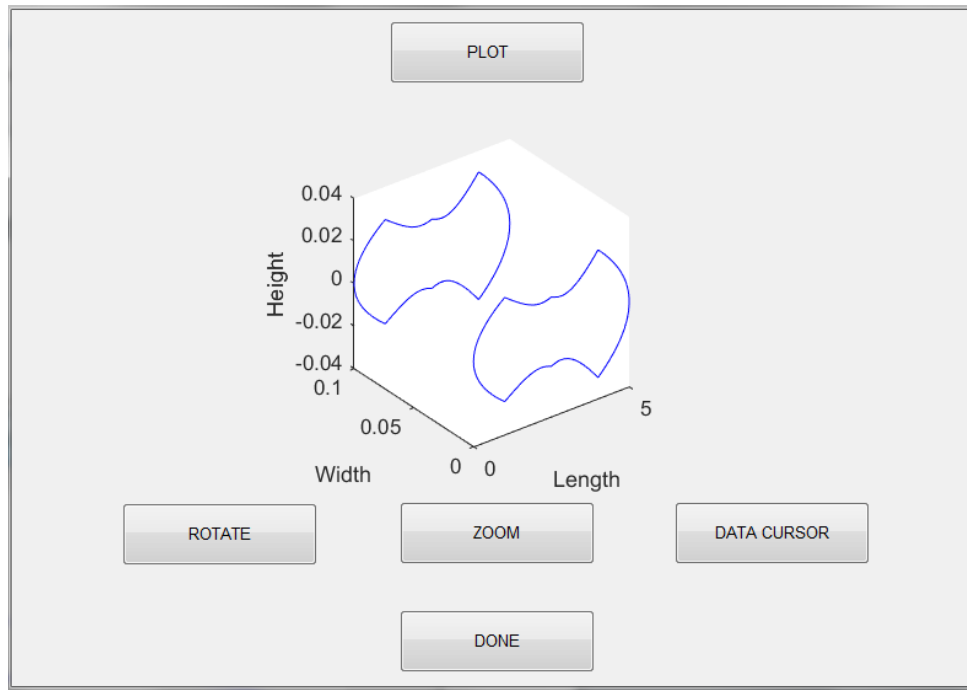 PLOT
0.04
0.02
0
-0.02
-0.04
Height
0.1
0.05
0
Width
0
5
Length
ROTATE
ZOOM
DATA CURSOR
DONE